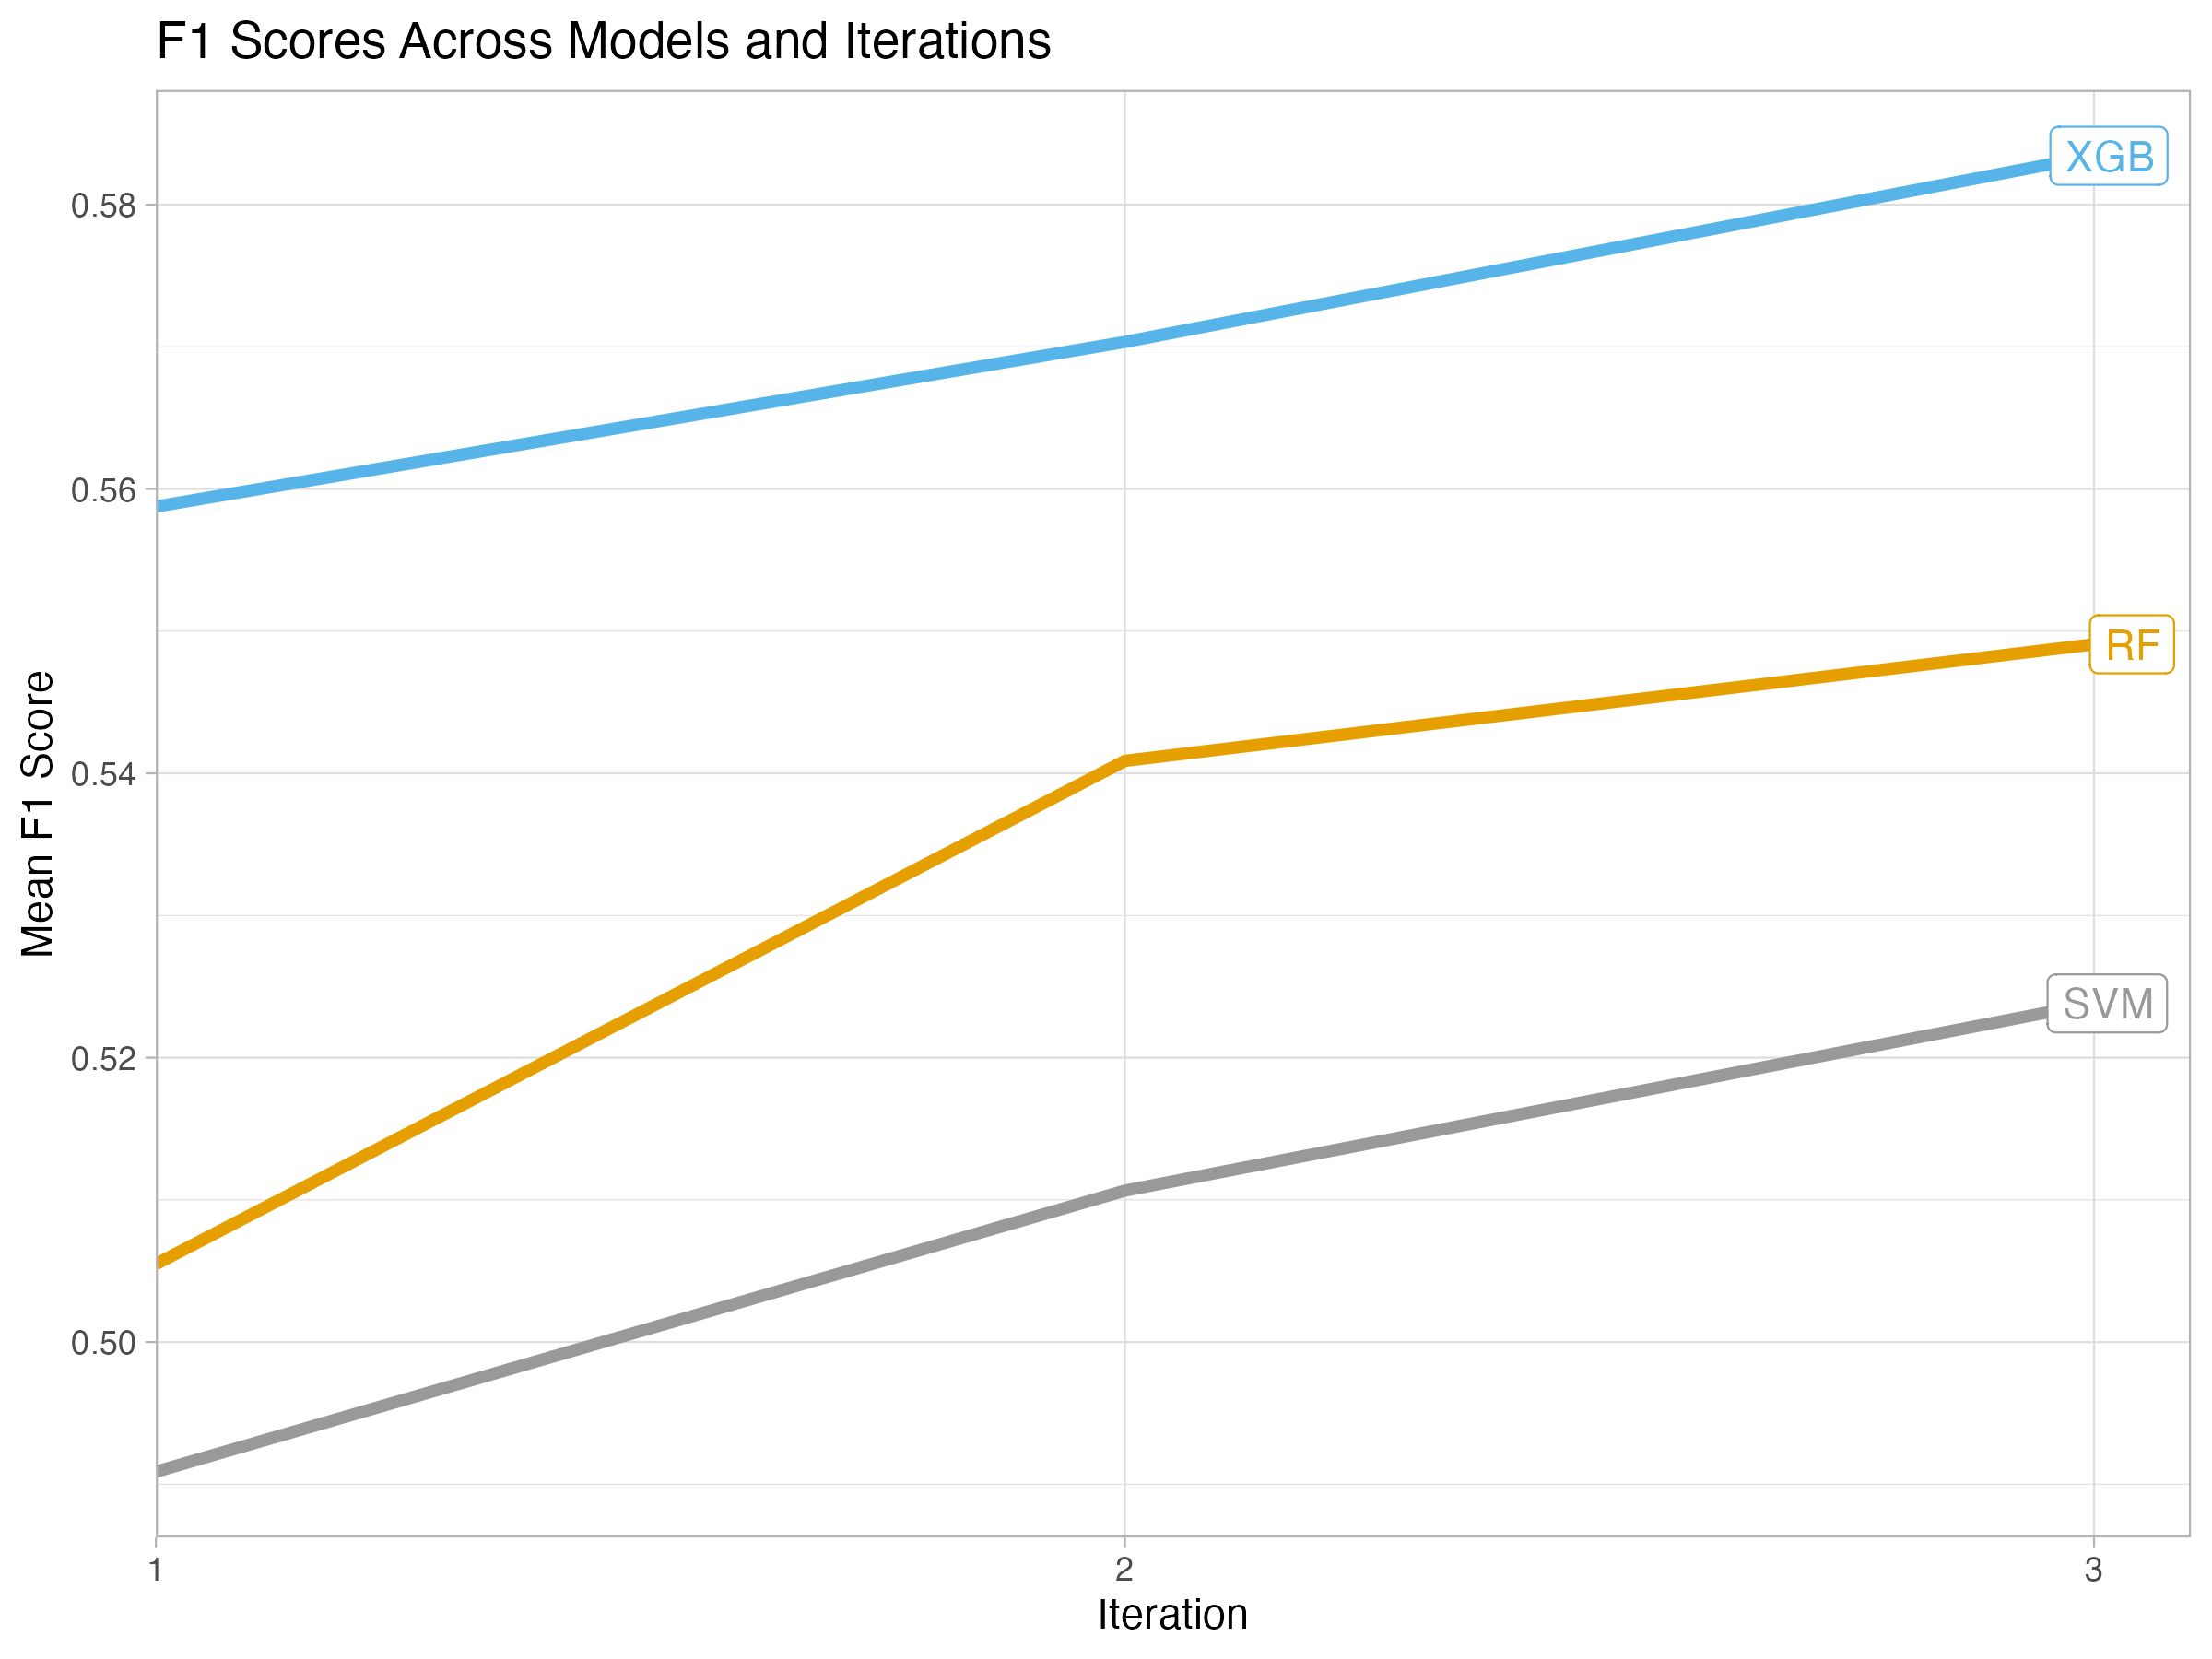 F1 Scores Across Models and Iterations
Mean F1 Score
0.58
0.56
0.54
0.52
0.50
XGB
RF
SVM
1
2
3
Iteration